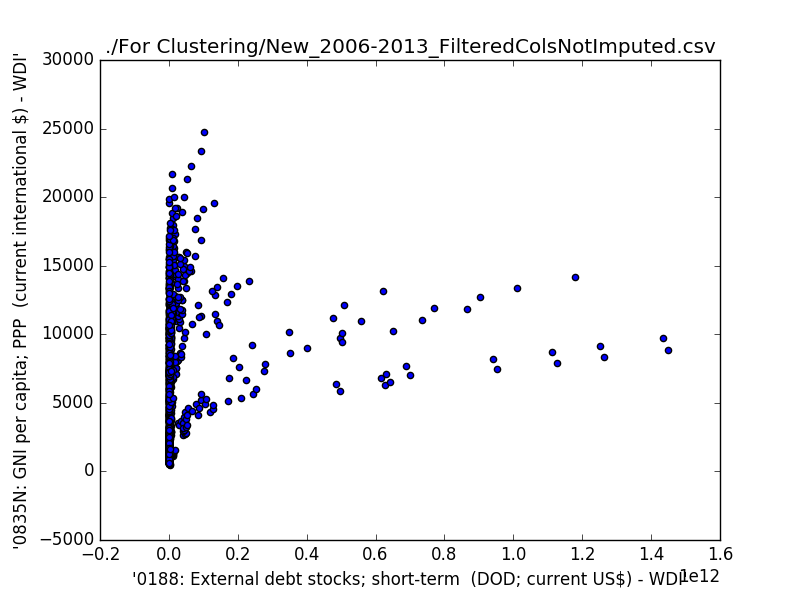 ./For Clustering/New_2006-2013_FilteredColsNotImputed.csv
30000
25000
20000
15000
10000
5000
0
−5000
'0835N: GNI per capita; PPP  (current international $) - WDI'
−0.2 0.0 0.2 0.4 0.6 0.8 1.0 1.2 1.4 1.6
1e12
'0188: External debt stocks; short-term  (DOD; current US$) - WDI'